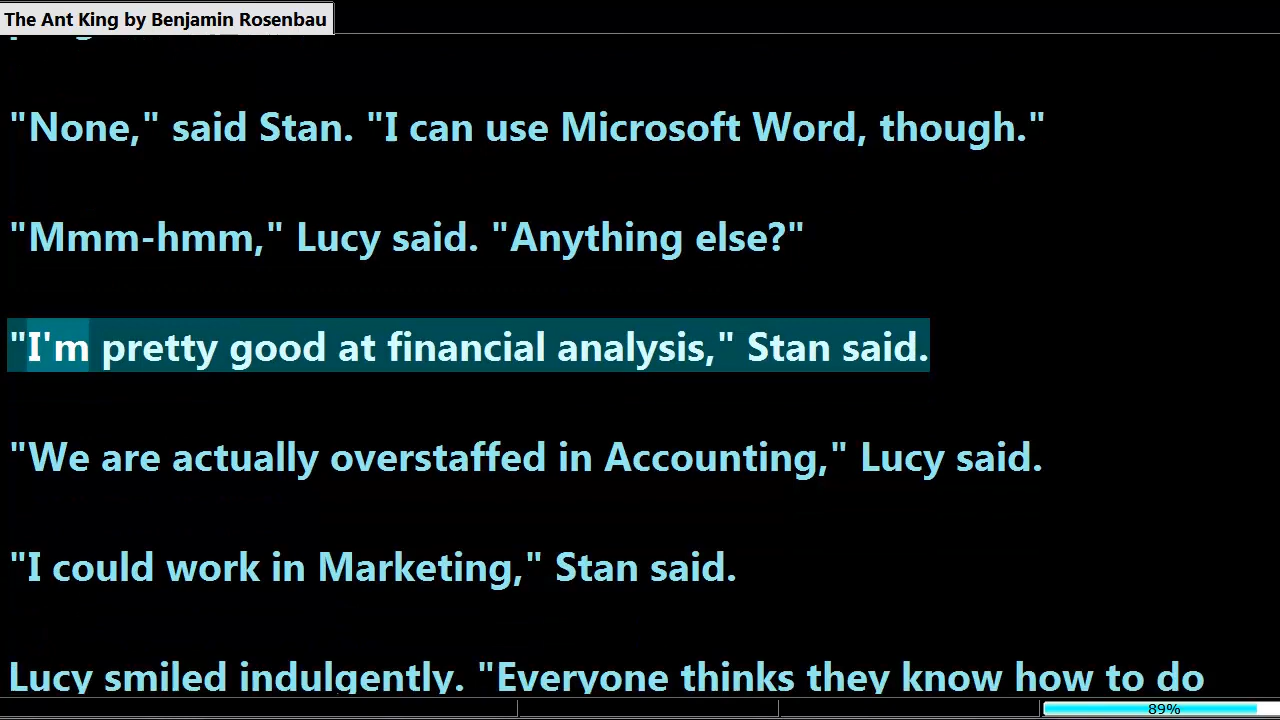 The Ant King by Benjamin Rosenbau
"None," said Stan. "I can use Microsoft Word, though."
"Mmm-hmm," Lucy said. "Anything else?"
"I'm pretty good at financial analysis," Stan said.
"We are actually overstaffed in Accounting," Lucy said.
"I could work in Marketing," Stan said.
Lucy smiled indulgently. "Everyone thinks they know how to do
89%